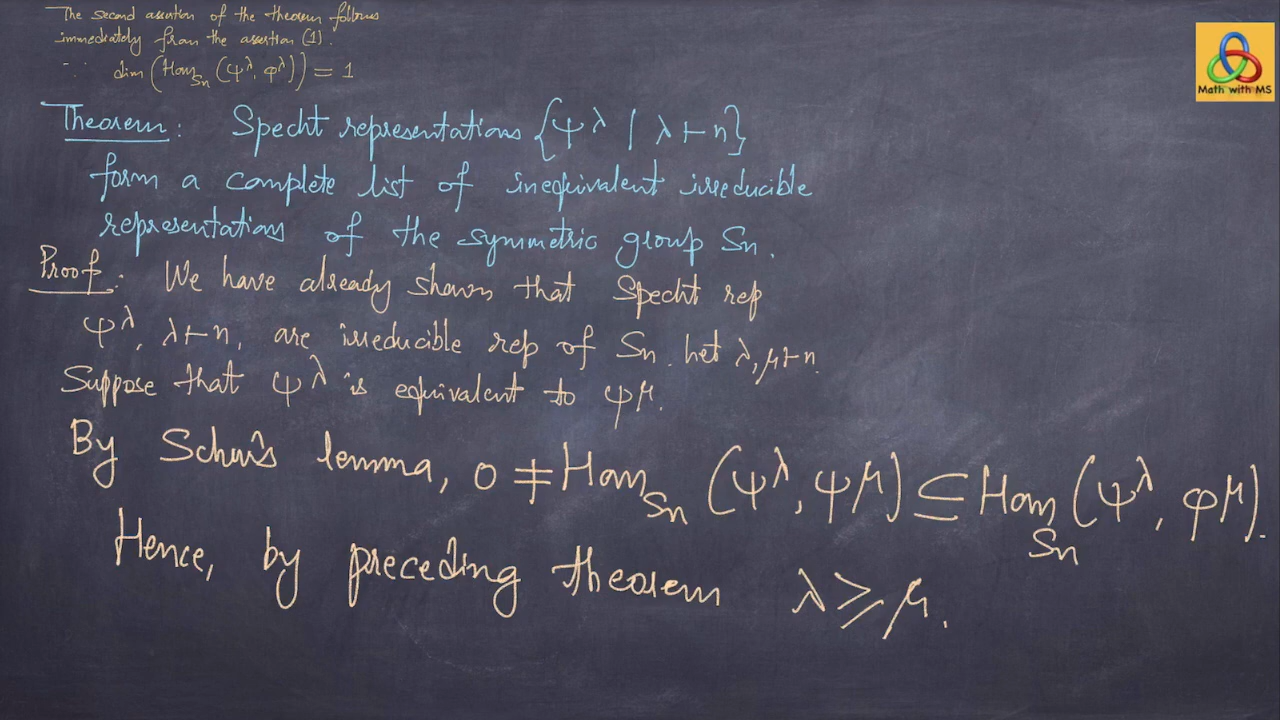 The second assertion of the theorem follows
immediately from the assertion (1).
∵ dim (Hom_Sn (ψ^λ, φ^λ)) = 1
Math with MS
Theorem: Specht representations {ψ^λ | λ ⊢ n}
form a complete list of inequivalent irreducible
representations of the symmetric group Sn.
Proof: We have already shown that Specht rep
ψ^λ, λ ⊢ n, are irreducible rep of Sn. Let λ, μ ⊢ n.
Suppose that ψ^λ is equivalent to ψ^μ.
By Schur's lemma, 0 ≠ Hom_Sn (ψ^λ, ψ^μ) ⊆ Hom_Sn (ψ^λ, φ^μ).
Hence, by preceding theorem λ ⩾ μ.